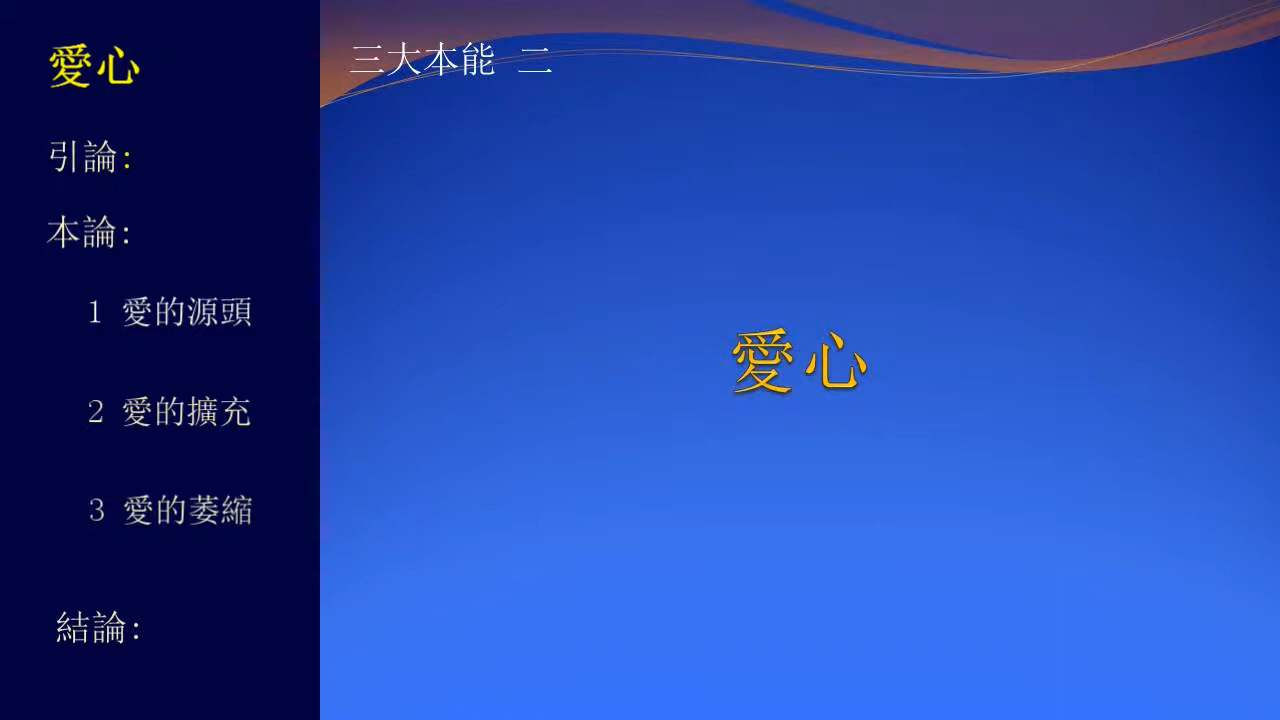 愛心
引論:
本論:
1 愛的源頭
2 愛的擴充
3 愛的萎縮
結論:
三大本能 二
愛心